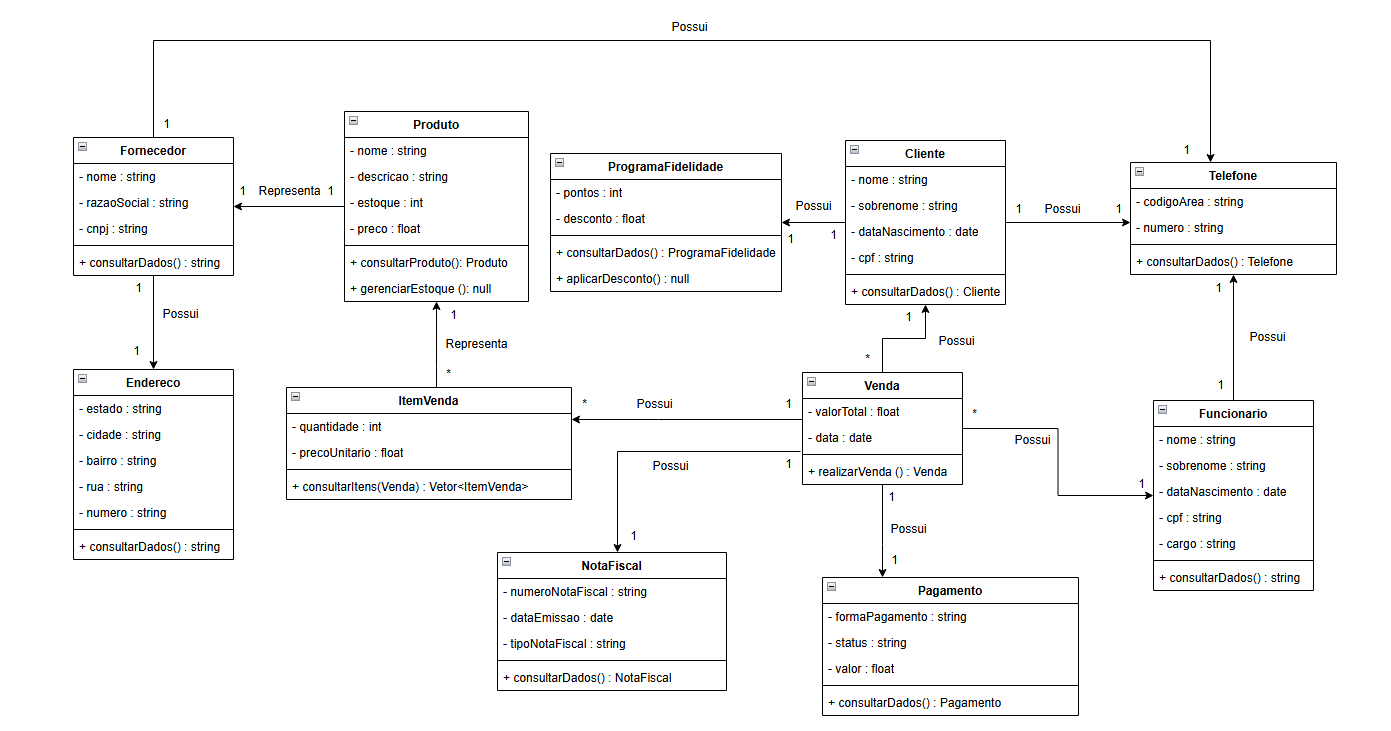 Possui
1
1
Fornecedor
- nome : string
- razaoSocial : string
- cnpj : string
+ consultarDados() : string
1 Representa 1
Produto
- nome : string
- descricao : string
- estoque : int
- preco : float
+ consultarProduto(): Produto
+ gerenciarEstoque (): null
ProgramaFidelidade
- pontos : int
- desconto : float
+ consultarDados() : ProgramaFidelidade
+ aplicarDesconto() : null
Possui
1
1
Cliente
- nome : string
- sobrenome : string
- dataNascimento : date
- cpf : string
+ consultarDados() : Cliente
1 Possui 1
Telefone
- codigoArea : string
- numero : string
+ consultarDados() : Telefone
1
Possui
1
1
Possui
1
Endereco
- estado : string
- cidade : string
- bairro : string
- rua : string
- numero : string
+ consultarDados() : string
1
Representa
*
ItemVenda
- quantidade : int
- precoUnitario : float
+ consultarItens(Venda) : Vetor<ItemVenda>
* Possui 1
1
Possui
*
Venda
- valorTotal : float
- data : date
+ realizarVenda () : Venda
*
Possui
1
Funcionario
- nome : string
- sobrenome : string
- dataNascimento : date
- cpf : string
- cargo : string
+ consultarDados() : string
Possui 1
1
NotaFiscal
- numeroNotaFiscal : string
- dataEmissao : date
- tipoNotaFiscal : string
+ consultarDados() : NotaFiscal
1
Possui
1
Pagamento
- formaPagamento : string
- status : string
- valor : float
+ consultarDados() : Pagamento